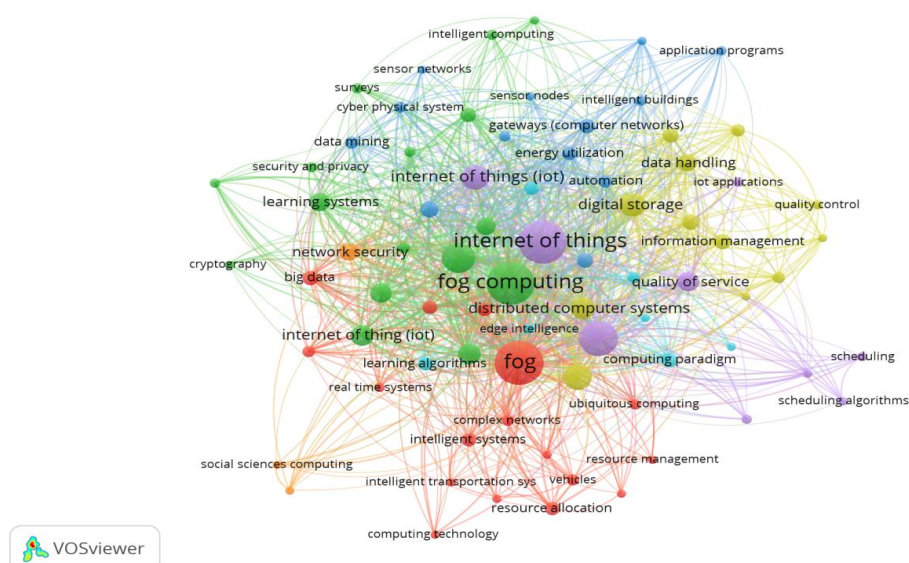 intelligent computing
application programs
sensor networks
surveys
sensor nodes
intelligent buildings
cyber physical system
gateways (computer networks)
data mining
energy utilization
data handling
security and privacy
internet of things (iot)
automation
iot applications
learning systems
digital storage
quality control
internet of things
information management
network security
cryptography
big data
fog computing
quality of service
distributed computer systems
edge intelligence
internet of thing (iot)
learning algorithms
fog
computing paradigm
scheduling
real time systems
scheduling algorithms
ubiquitous computing
complex networks
intelligent systems
resource management
social sciences computing
intelligent transportation sys
vehicles
resource allocation
computing technology
VOSviewer